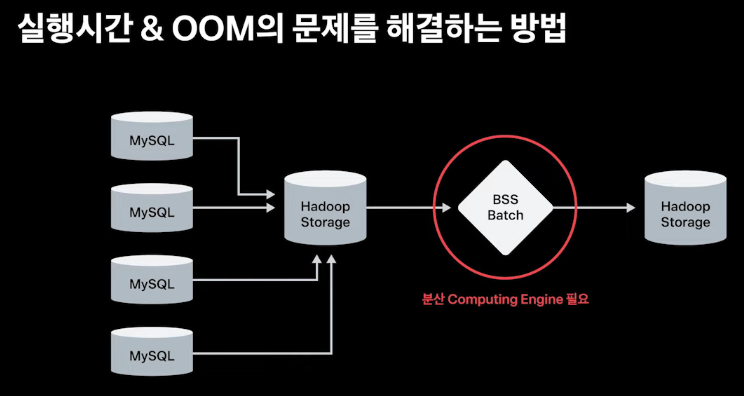 실행시간 & OOM의 문제를 해결하는 방법
MySQL
MySQL
MySQL
MySQL
Hadoop
Storage
BSS
Batch
Hadoop
Storage
분산 Computing Engine 필요